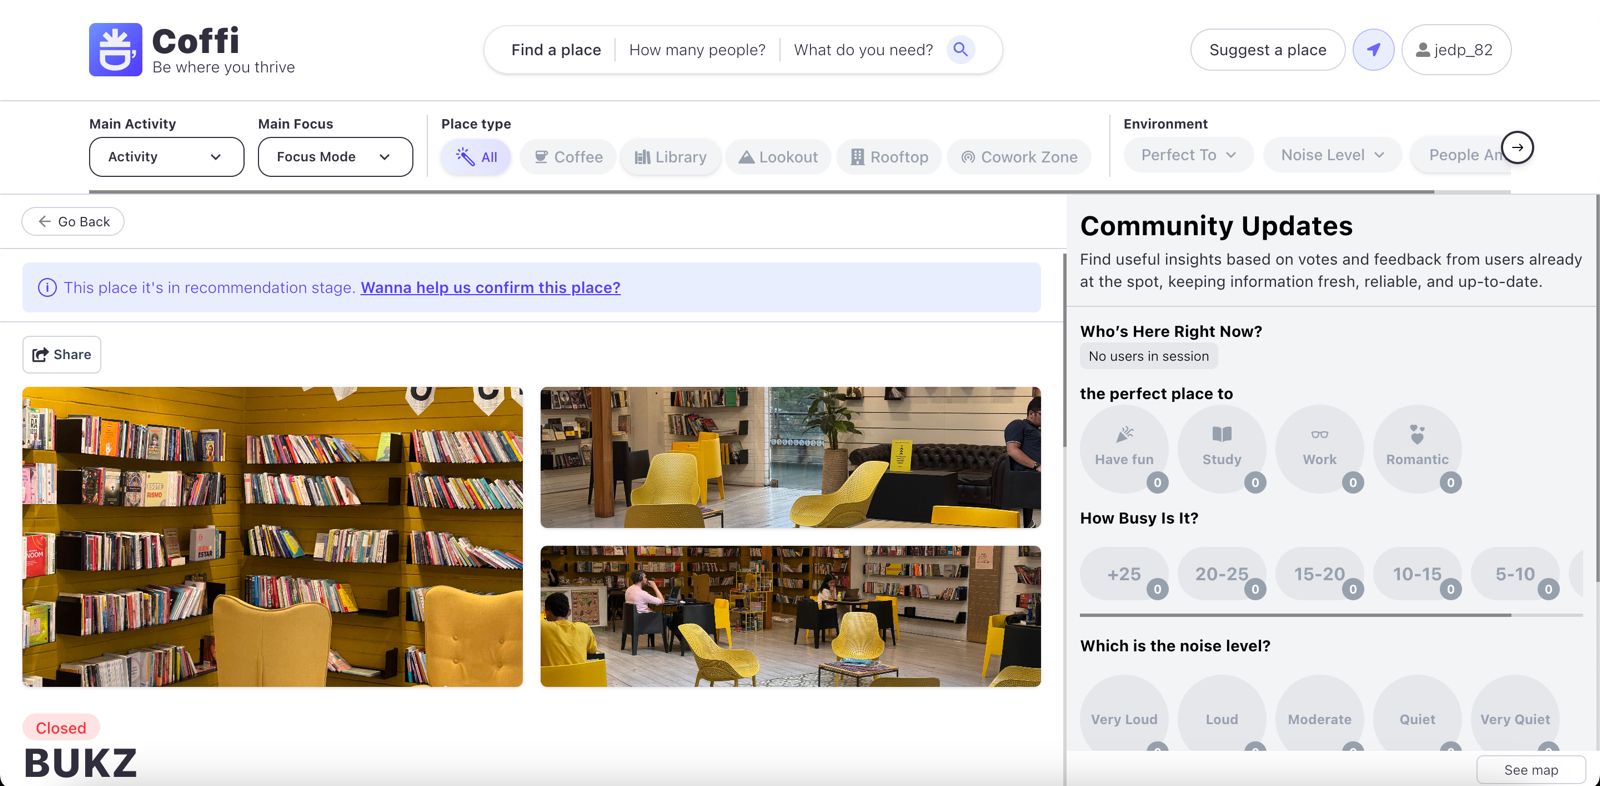 Coffi
Be where you thrive
Find a place
How many people?
What do you need?
Suggest a place
jedp_82
Main Activity
Activity
Main Focus
Focus Mode
Place type
All
Coffee
Library
Lookout
Rooftop
Cowork Zone
Environment
Perfect To
Noise Level
People Am
Go Back
This place it's in recommendation stage. Wanna help us confirm this place?
Share
Closed
BUKZ
Community Updates
Find useful insights based on votes and feedback from users already
at the spot, keeping information fresh, reliable, and up-to-date.
Who's Here Right Now?
No users in session
the perfect place to
Have fun
0
Study
0
Work
0
Romantic
0
How Busy Is It?
+25
0
20-25
0
15-20
0
10-15
0
5-10
0
Which is the noise level?
Very Loud
Loud
Moderate
Quiet
Very Quiet
See map